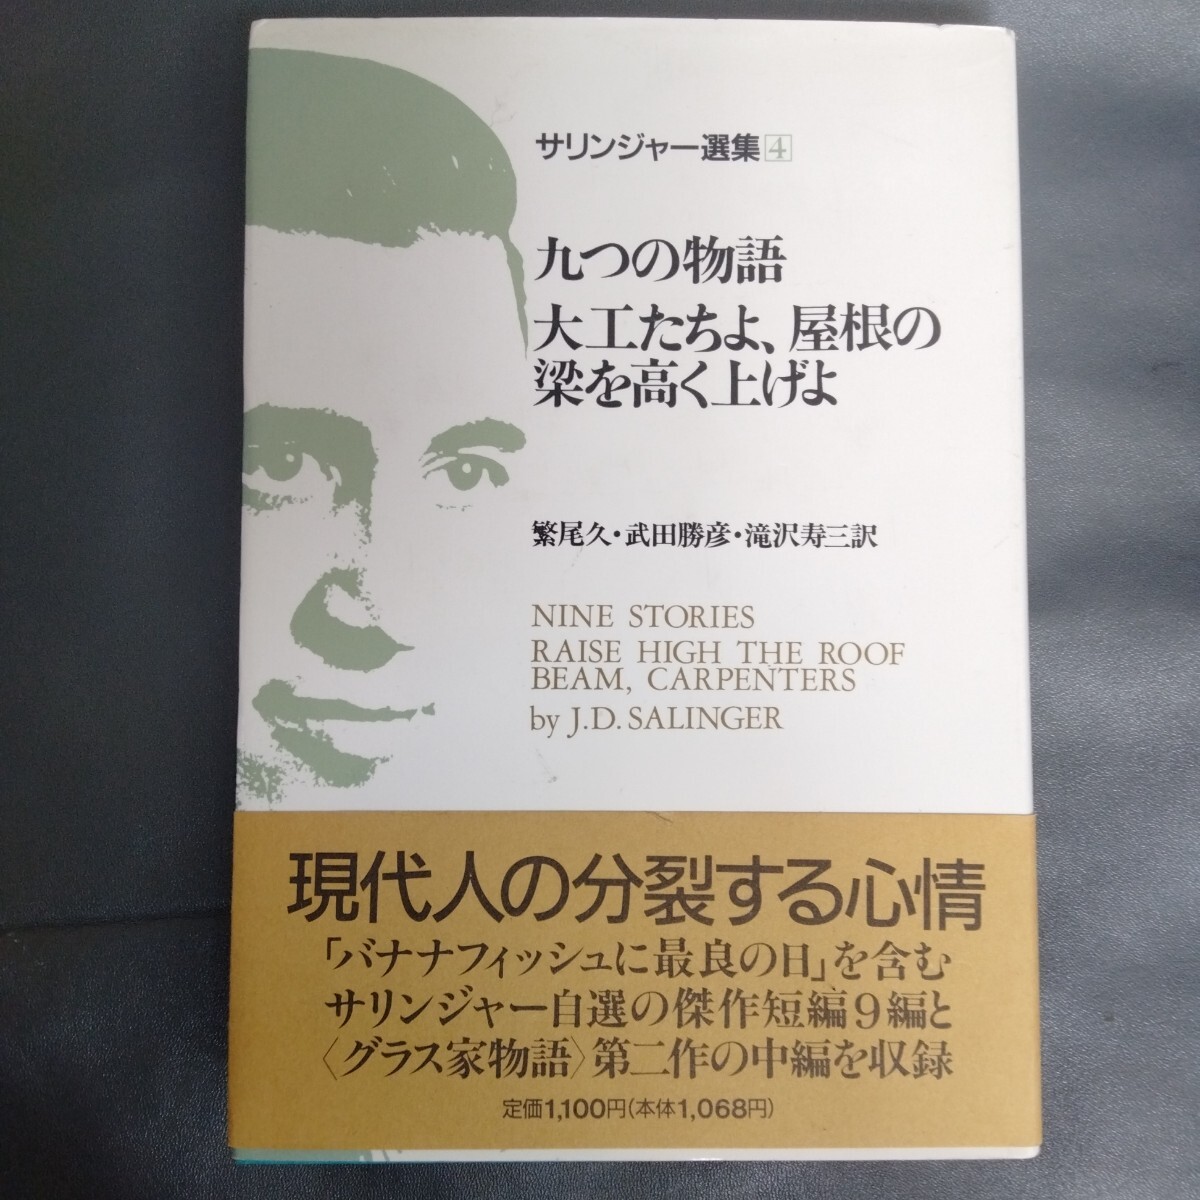 サリンジャー選集4
九つの物語
大工たちよ、屋根の
梁を高く上げよ
繁尾久・武田勝彦・滝沢寿三訳
NINE STORIES
RAISE HIGH THE ROOF
BEAM, CARPENTERS
by J.D. SALINGER
現代人の分裂する心情
「バナナフィッシュに最良の日」を含む
サリンジャー自選の傑作短編9編と
〈グラス家物語〉第二作の中編を収録
定価1,100円(本体1,068円)